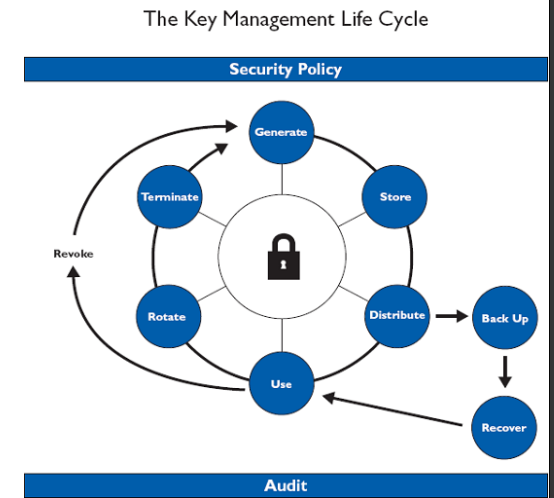 The Key Management Life Cycle
Security Policy
Generate
Terminate
Store
Revoke
Rotate
Distribute
Back Up
Use
Recover
Audit